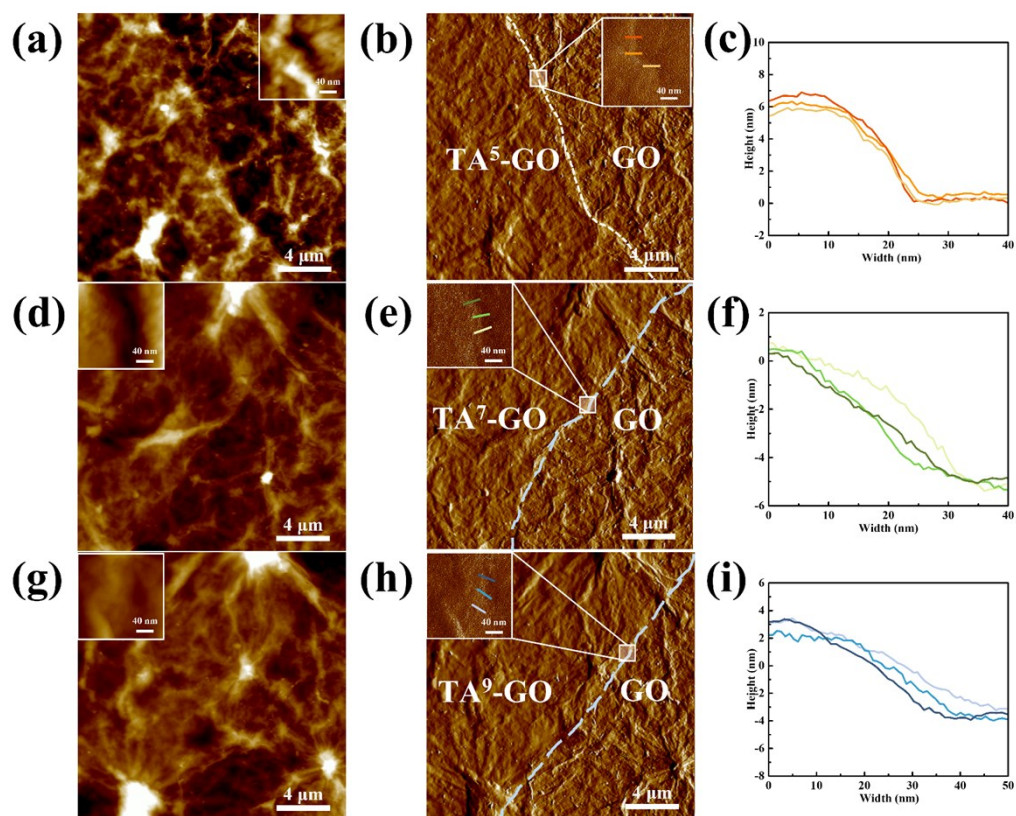 (a)
40 nm
4 μm
(b)
40 nm
TA⁵-GO
GO
4 μm
(c)
Height (nm)
10
8
6
4
2
0
-2
0 10 20 30 40
Width (nm)
(d)
40 nm
4 μm
(e)
40 nm
TA⁷-GO
GO
4 μm
(f)
Height (nm)
2
0
-2
-4
-6
0 10 20 30 40
Width (nm)
(g)
40 nm
4 μm
(h)
40 nm
TA⁹-GO
GO
4 μm
(i)
Height (nm)
6
4
2
0
-2
-4
-6
-8
0 10 20 30 40 50
Width (nm)